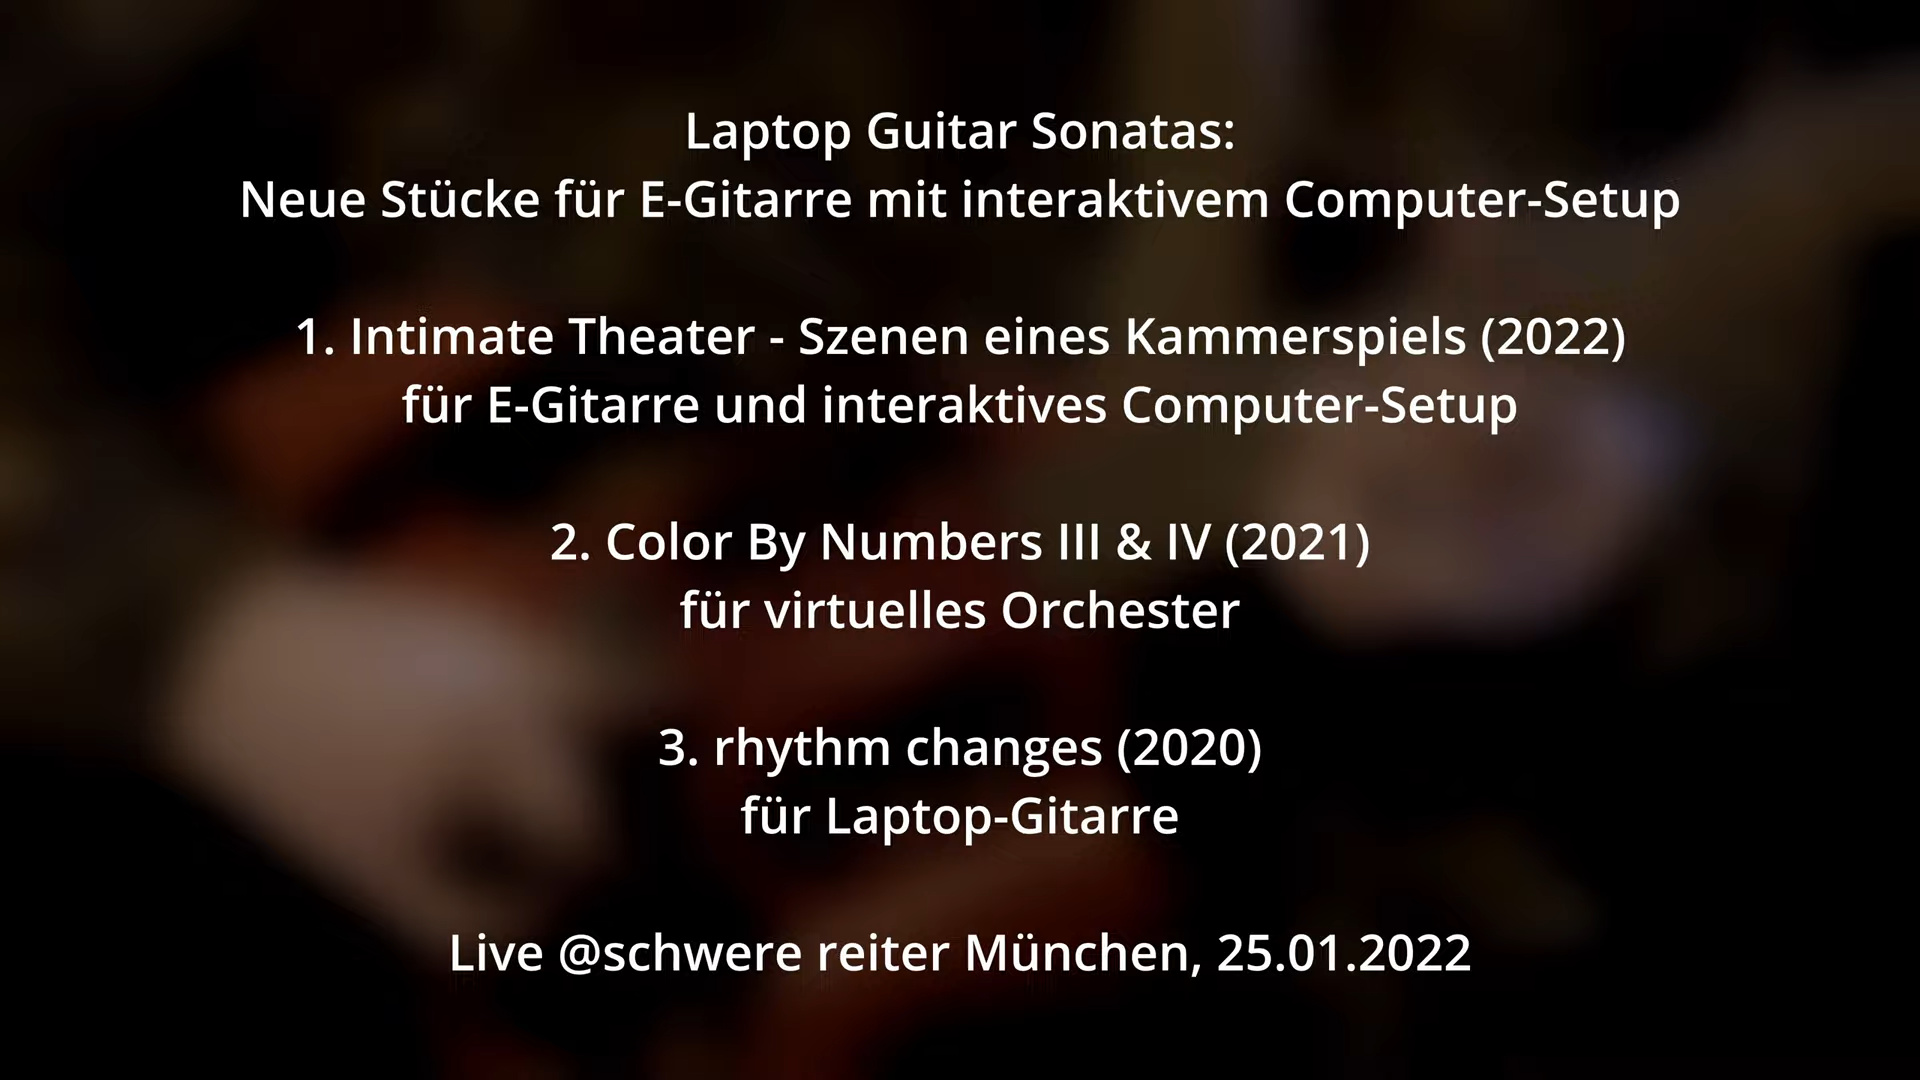 Laptop Guitar Sonatas:
Neue Stücke für E-Gitarre mit interaktivem Computer-Setup
1. Intimate Theater - Szenen eines Kammerspiels (2022)
für E-Gitarre und interaktives Computer-Setup
2. Color By Numbers III & IV (2021)
für virtuelles Orchester
3. rhythm changes (2020)
für Laptop-Gitarre
Live @schwere reiter München, 25.01.2022